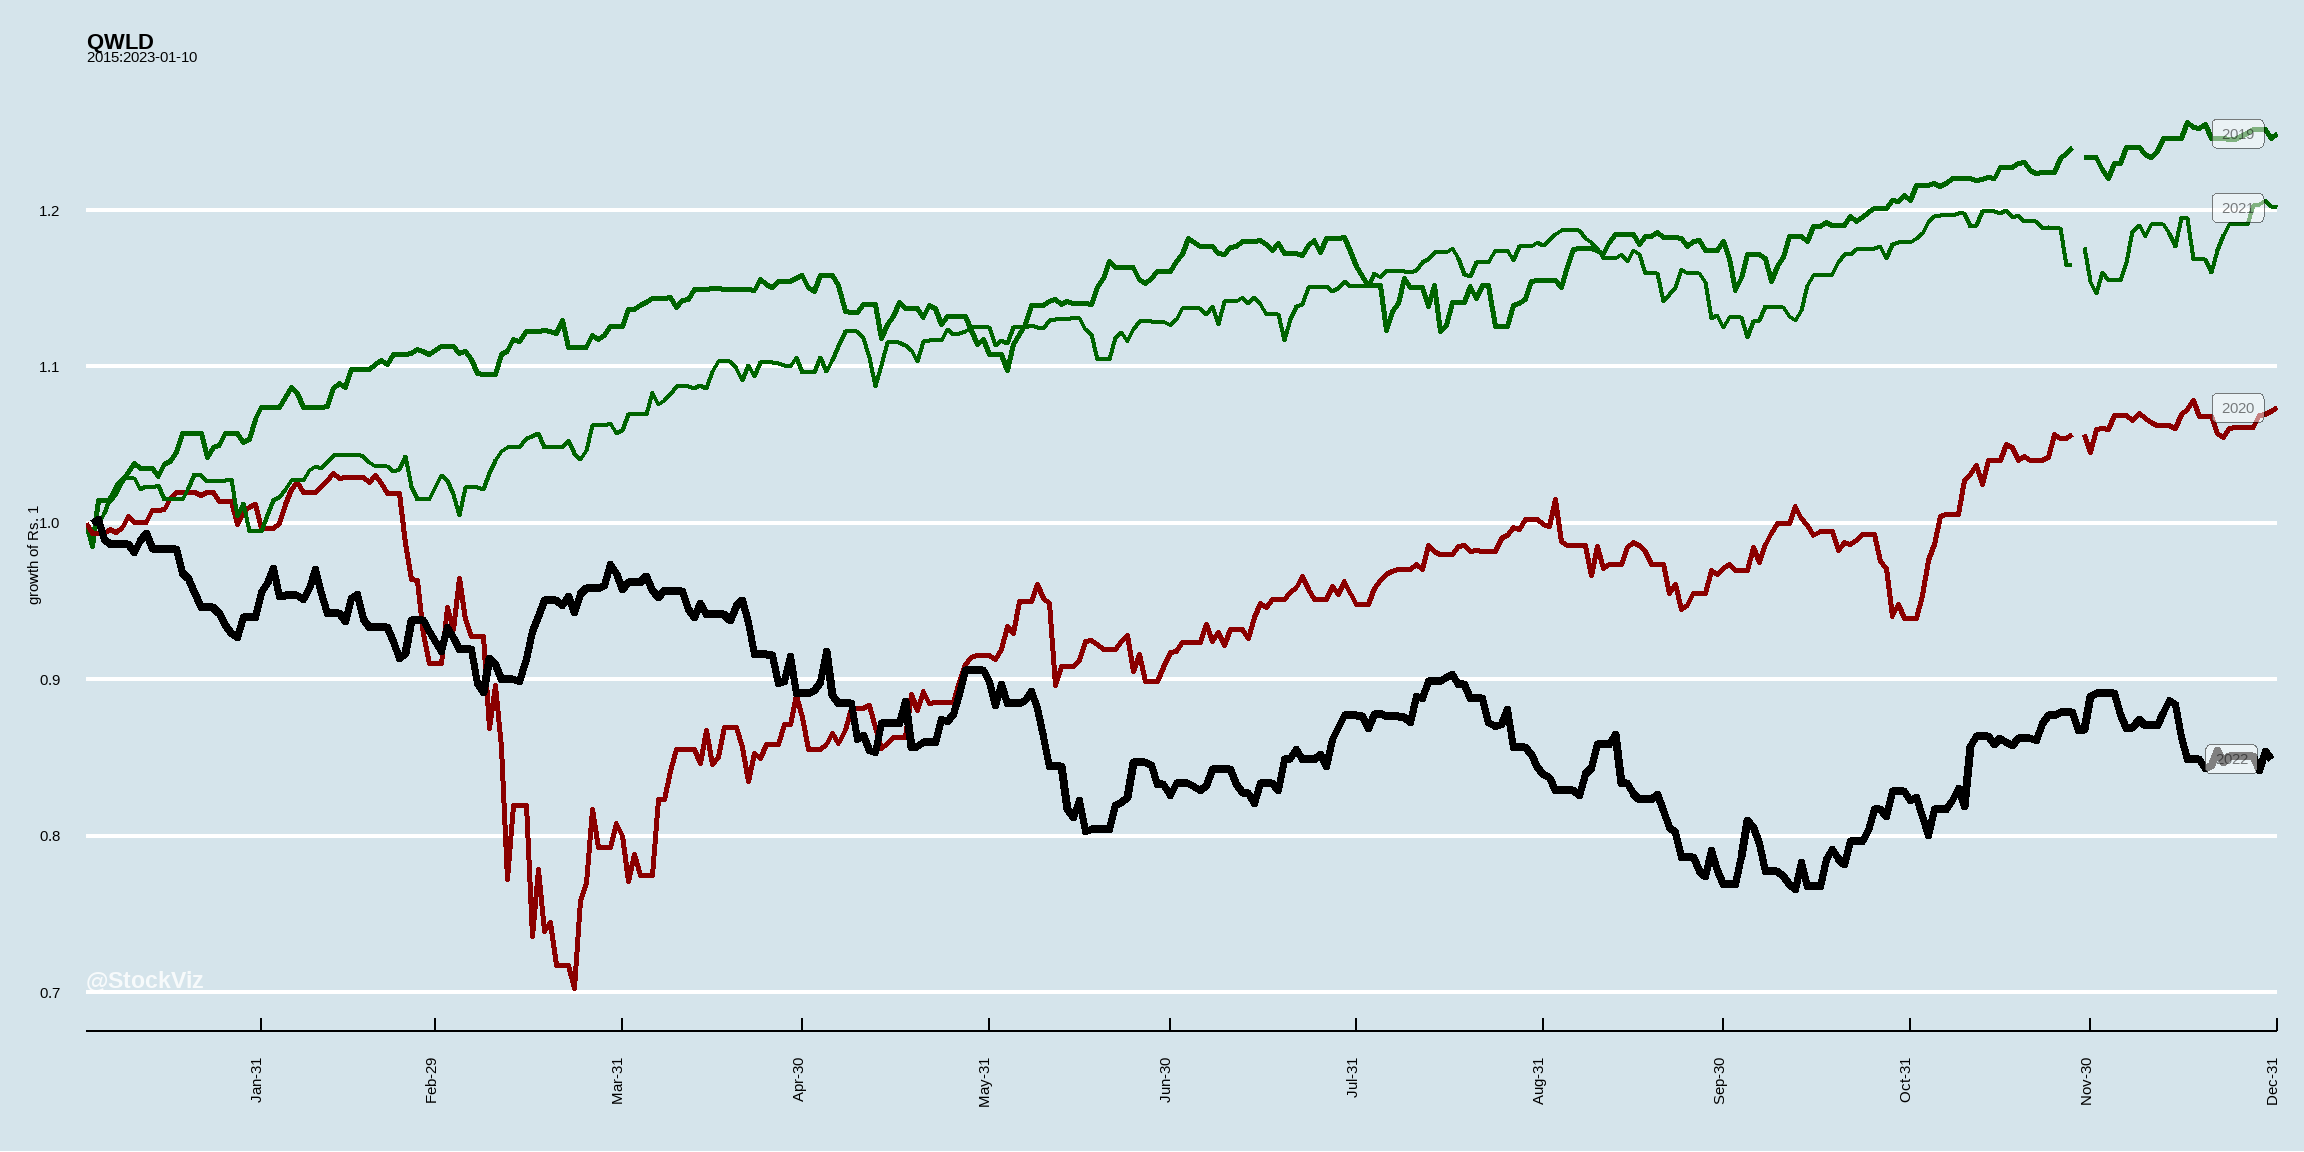 QWLD
2015:2023-01-10
growth of Rs. 1
1.2
1.1
1.0
0.9
0.8
0.7
2019
2021
2020
2022
@StockViz
Jan-31
Feb-29
Mar-31
Apr-30
May-31
Jun-30
Jul-31
Aug-31
Sep-30
Oct-31
Nov-30
Dec-31